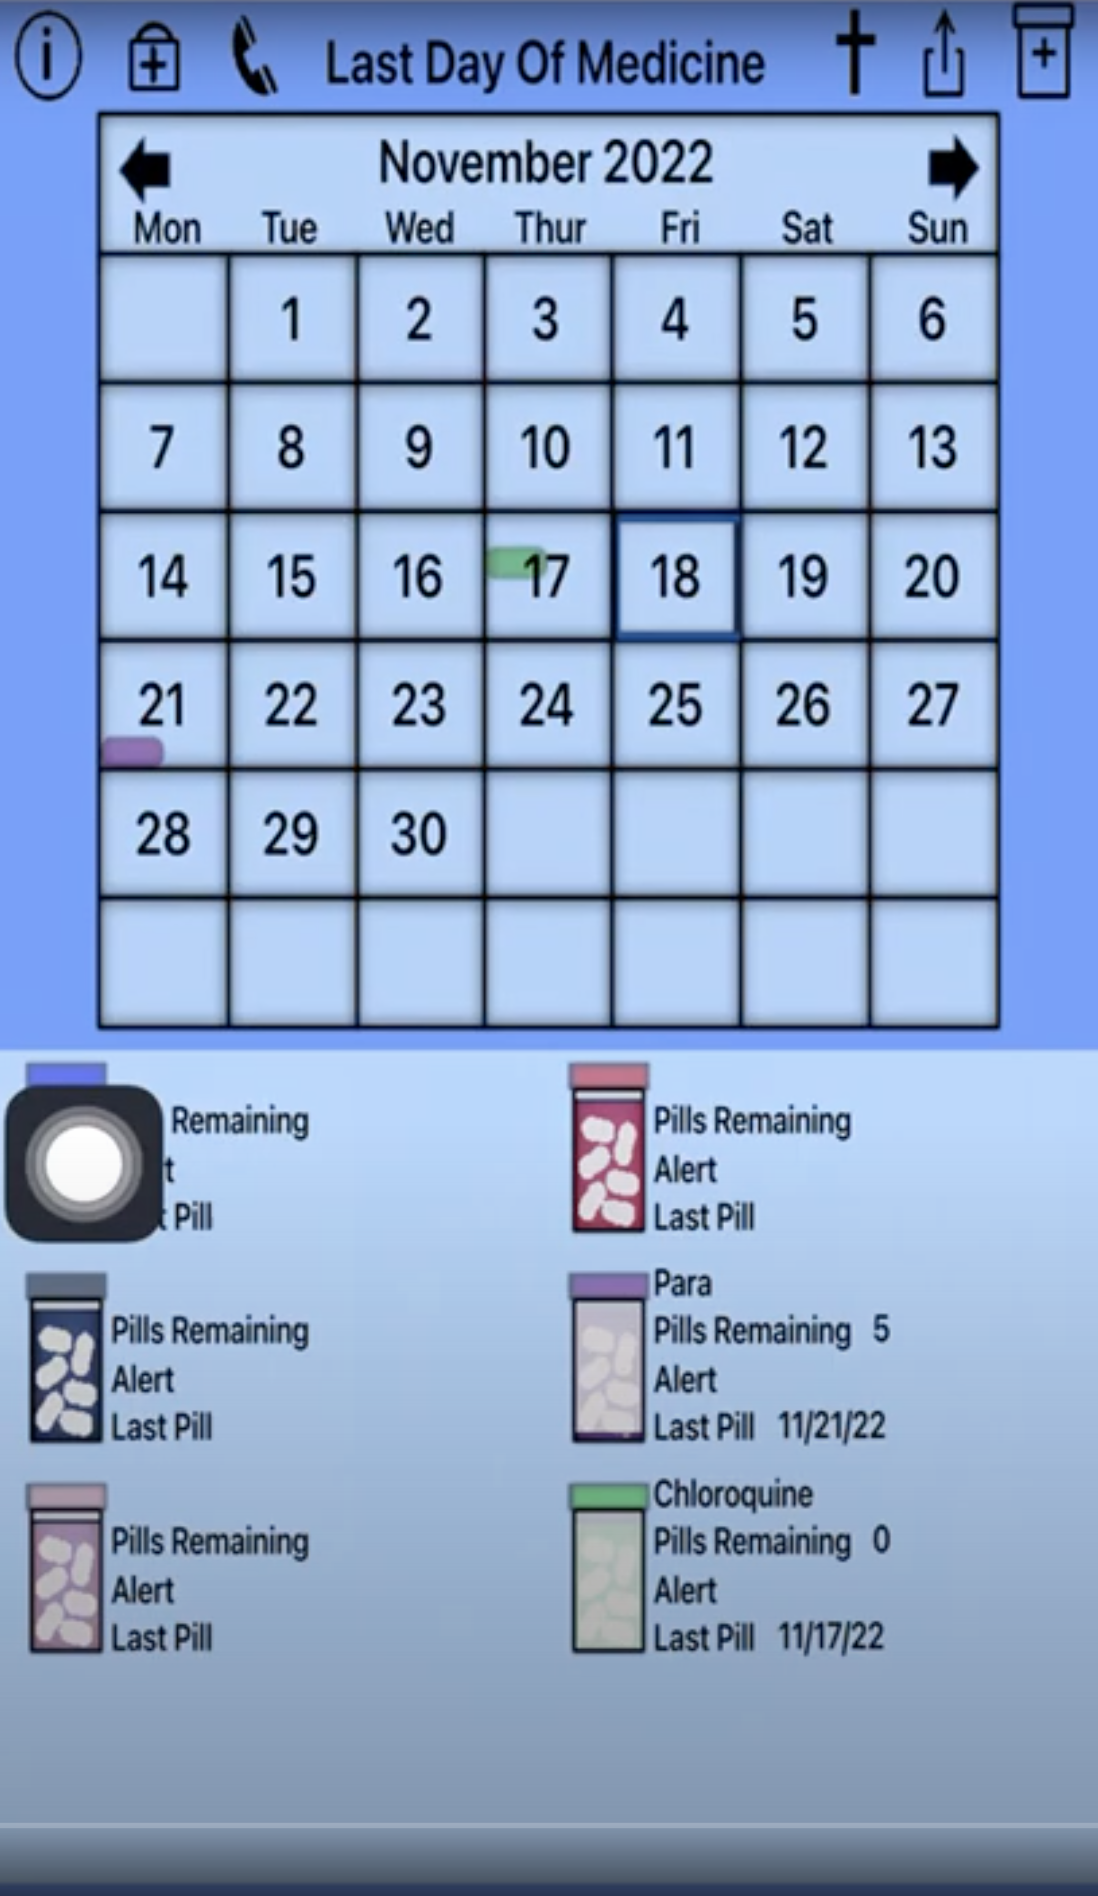 Last Day Of Medicine
November 2022
Mon Tue Wed Thur Fri Sat Sun
1 2 3 4 5 6
7 8 9 10 11 12 13
14 15 16 17 18 19 20
21 22 23 24 25 26 27
28 29 30
Remaining
t
Pill
Pills Remaining
Alert
Last Pill
Pills Remaining
Alert
Last Pill
Para
Pills Remaining 5
Alert
Last Pill 11/21/22
Pills Remaining
Alert
Last Pill
Chloroquine
Pills Remaining 0
Alert
Last Pill 11/17/22